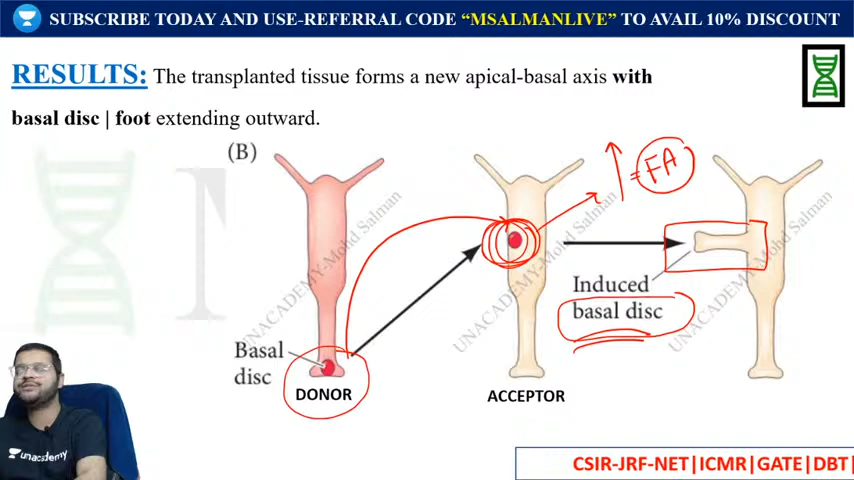 SUBSCRIBE TODAY AND USE-REFERRAL CODE “MSALMANLIVE” TO AVAIL 10% DISCOUNT
RESULTS: The transplanted tissue forms a new apical-basal axis with
basal disc | foot extending outward.
(B)
= FA
UNACADEMY-Mohd Salman
UNACADEMY-Mohd Salman
UNACADEMY-Mohd Salman
Induced
basal disc
Basal
disc
DONOR
ACCEPTOR
unacademy
CSIR-JRF-NET|ICMR|GATE|DBT|